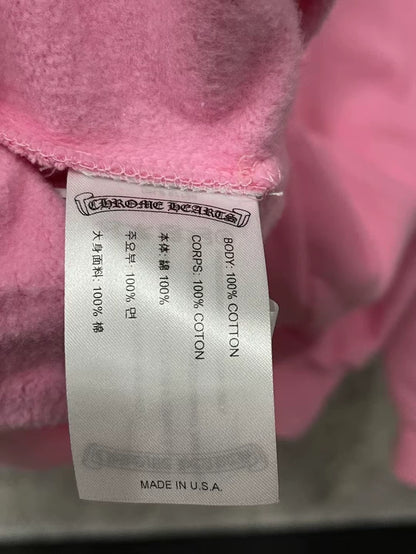 CHROME HEARTS
BODY: 100% COTTON
CORPS: 100% COTON
本体: 綿 100%
주요부: 100% 면
大身面料: 100% 棉
MADE IN U.S.A.